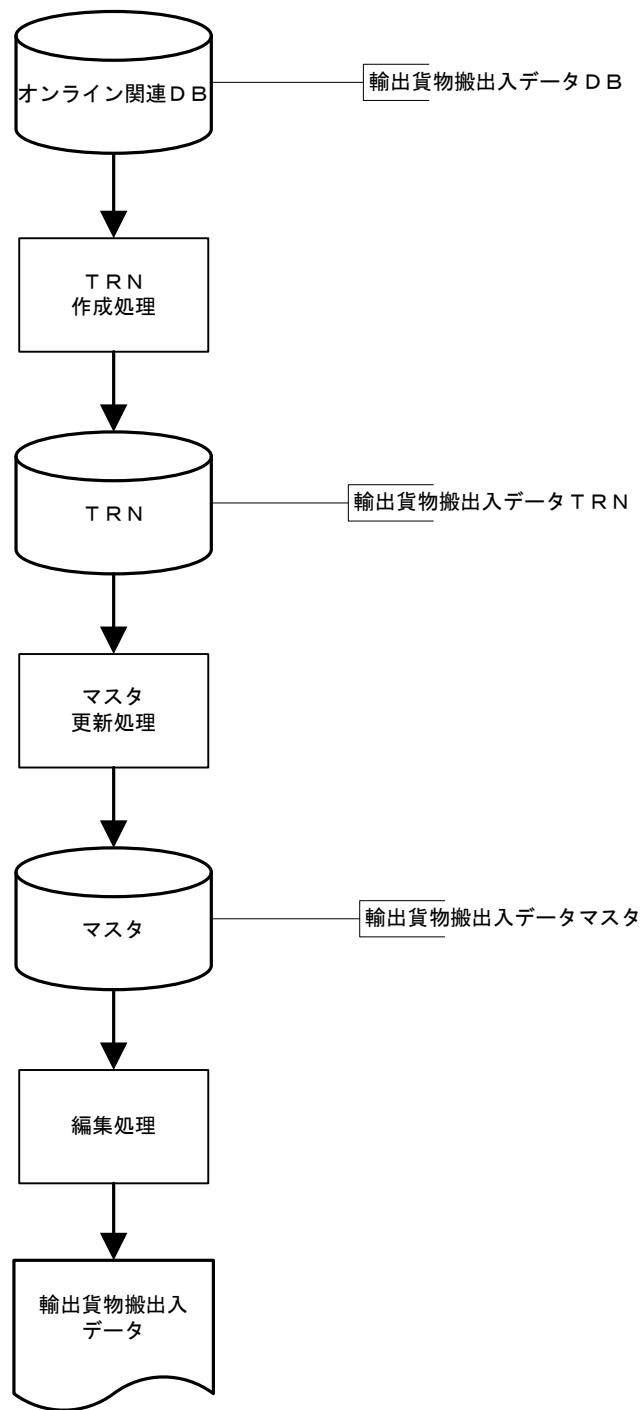 オンライン関連ＤＢ
輸出貨物搬出入データＤＢ
ＴＲＮ
作成処理
ＴＲＮ
輸出貨物搬出入データＴＲＮ
マスタ
更新処理
マスタ
輸出貨物搬出入データマスタ
編集処理
輸出貨物搬出入
データ